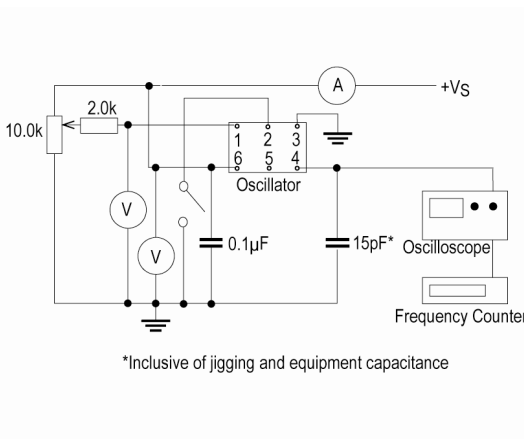 A
+VS
2.0k
10.0k
1 2 3
6 5 4
Oscillator
V
V
0.1µF
15pF*
Oscilloscope
Frequency Counter
*Inclusive of jigging and equipment capacitance